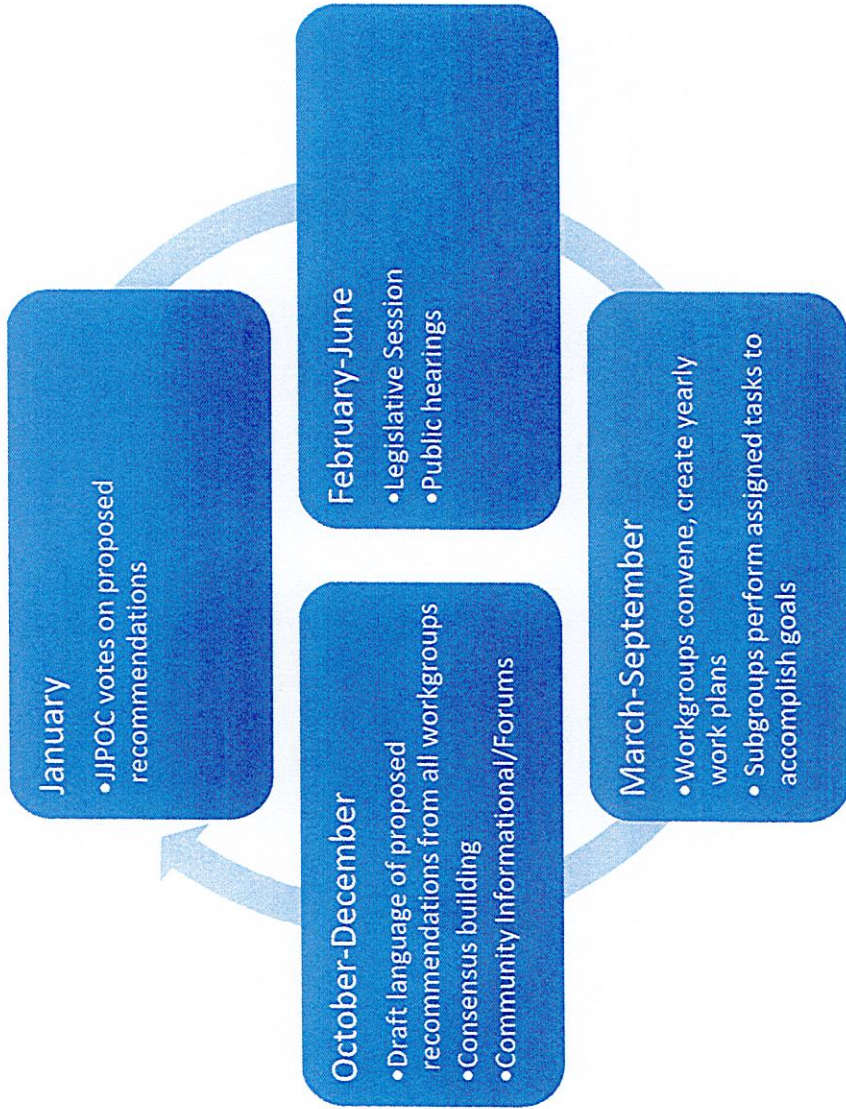 January
•JJPOC votes on proposed
recommendations
February-June
•Legislative Session
•Public hearings
March-September
•Workgroups convene, create yearly
work plans
• Subgroups perform assigned tasks to
accomplish goals
October-December
•Draft language of proposed
recommendations from all workgroups
•Consensus building
•Community Informational/Forums